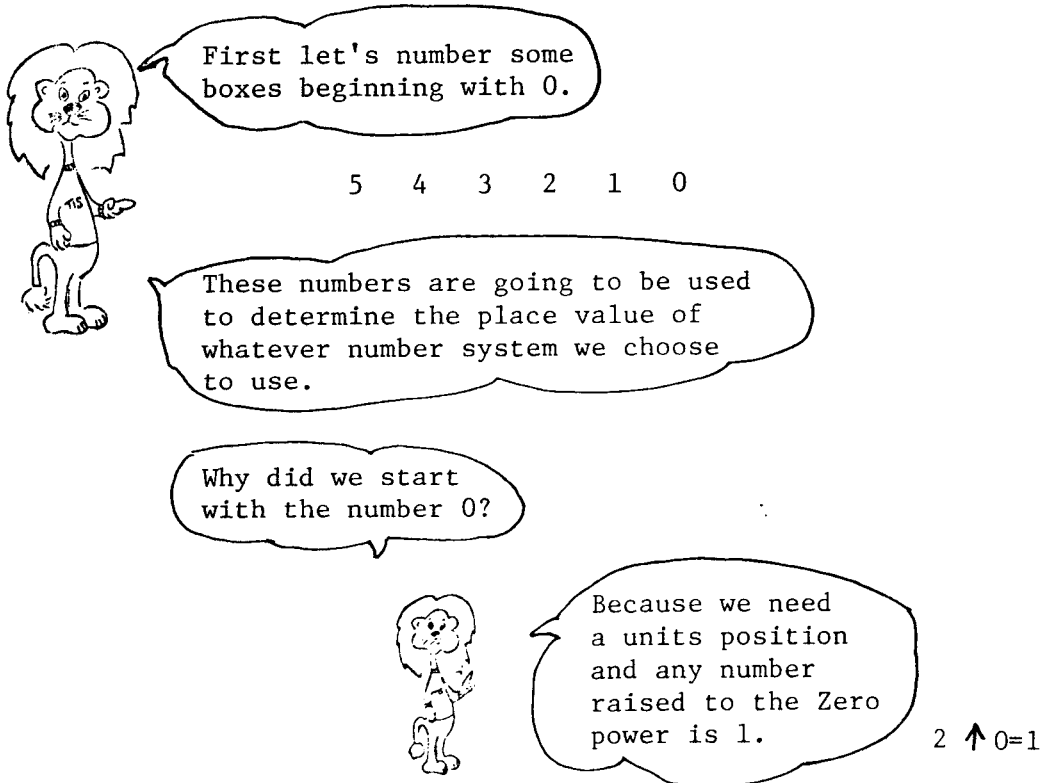 First let's number some
boxes beginning with 0.
TIS
5 4 3 2 1 0
These numbers are going to be used
to determine the place value of
whatever number system we choose
to use.
Why did we start
with the number 0?
Because we need
a units position
and any number
raised to the Zero
power is 1.
2 ↑ 0=1